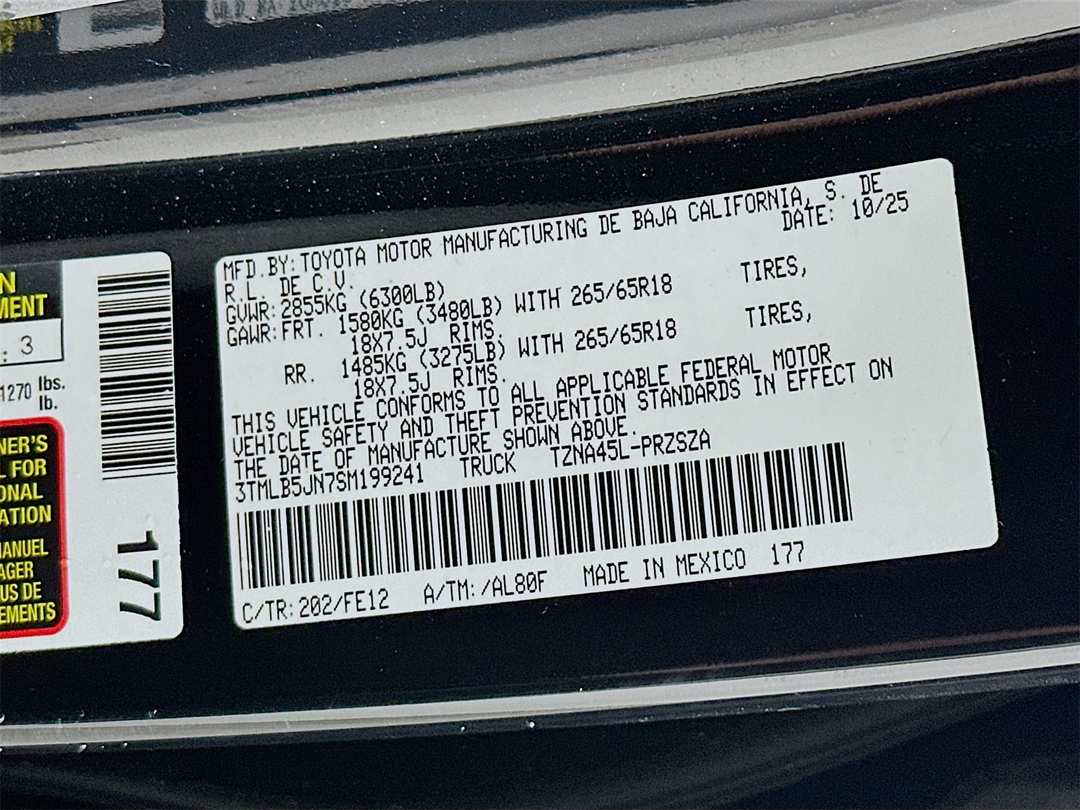 MFD.BY:TOYOTA MOTOR MANUFACTURING DE BAJA CALIFORNIA, S. DE
R.L. DE C.V. DATE: 10/25
GVWR:2855KG (6300LB)
GAWR:FRT. 1580KG (3480LB) WITH 265/65R18 TIRES,
18X7.5J RIMS.
RR. 1485KG (3275LB) WITH 265/65R18 TIRES,
18X7.5J RIMS.
THIS VEHICLE CONFORMS TO ALL APPLICABLE FEDERAL MOTOR
VEHICLE SAFETY AND THEFT PREVENTION STANDARDS IN EFFECT ON
THE DATE OF MANUFACTURE SHOWN ABOVE.
3TMLB5JN7SM199241 TRUCK TZNA45L-PRZSZA
C/TR:202/FE12 A/TM:/AL80F MADE IN MEXICO 177
N
MENT
: 3
1270 lbs.
lb.
NER'S
L FOR
ONAL
ATION
MANUEL
AGER
US DE
EMENTS
177